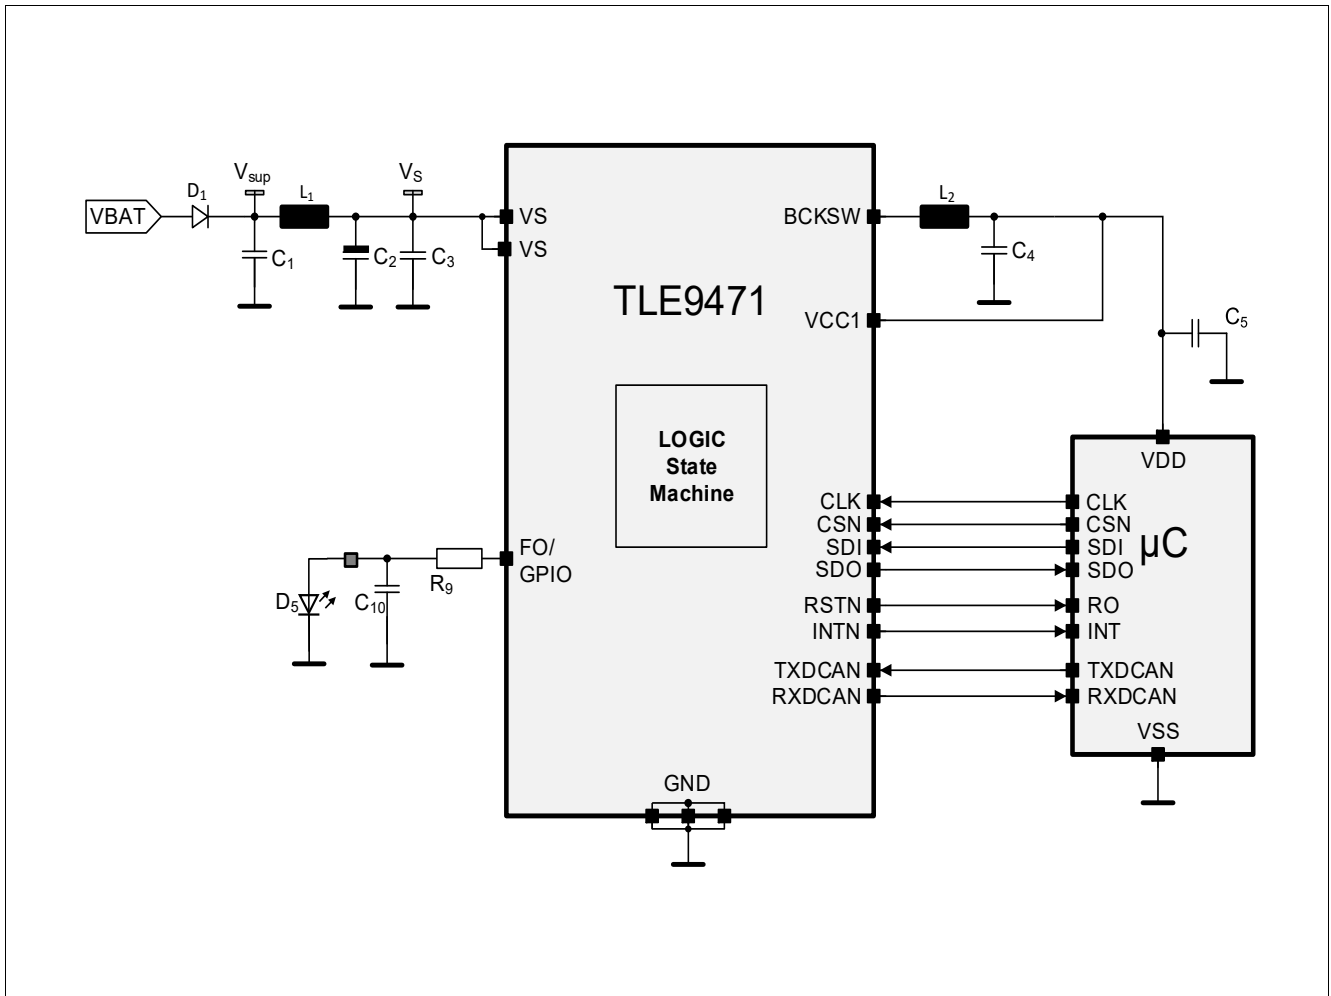 VBAT
D1
Vsup
L1
VS
C1
C2
C3
VS
VS
TLE9471
BCKSW
L2
C4
VCC1
C5
LOGIC
State
Machine
VDD
µC
CLK
CLK
CSN
CSN
SDI
SDI
SDO
SDO
RSTN
RO
INTN
INT
TXDCAN
TXDCAN
RXDCAN
RXDCAN
VSS
FO/
GPIO
R9
C10
D5
GND